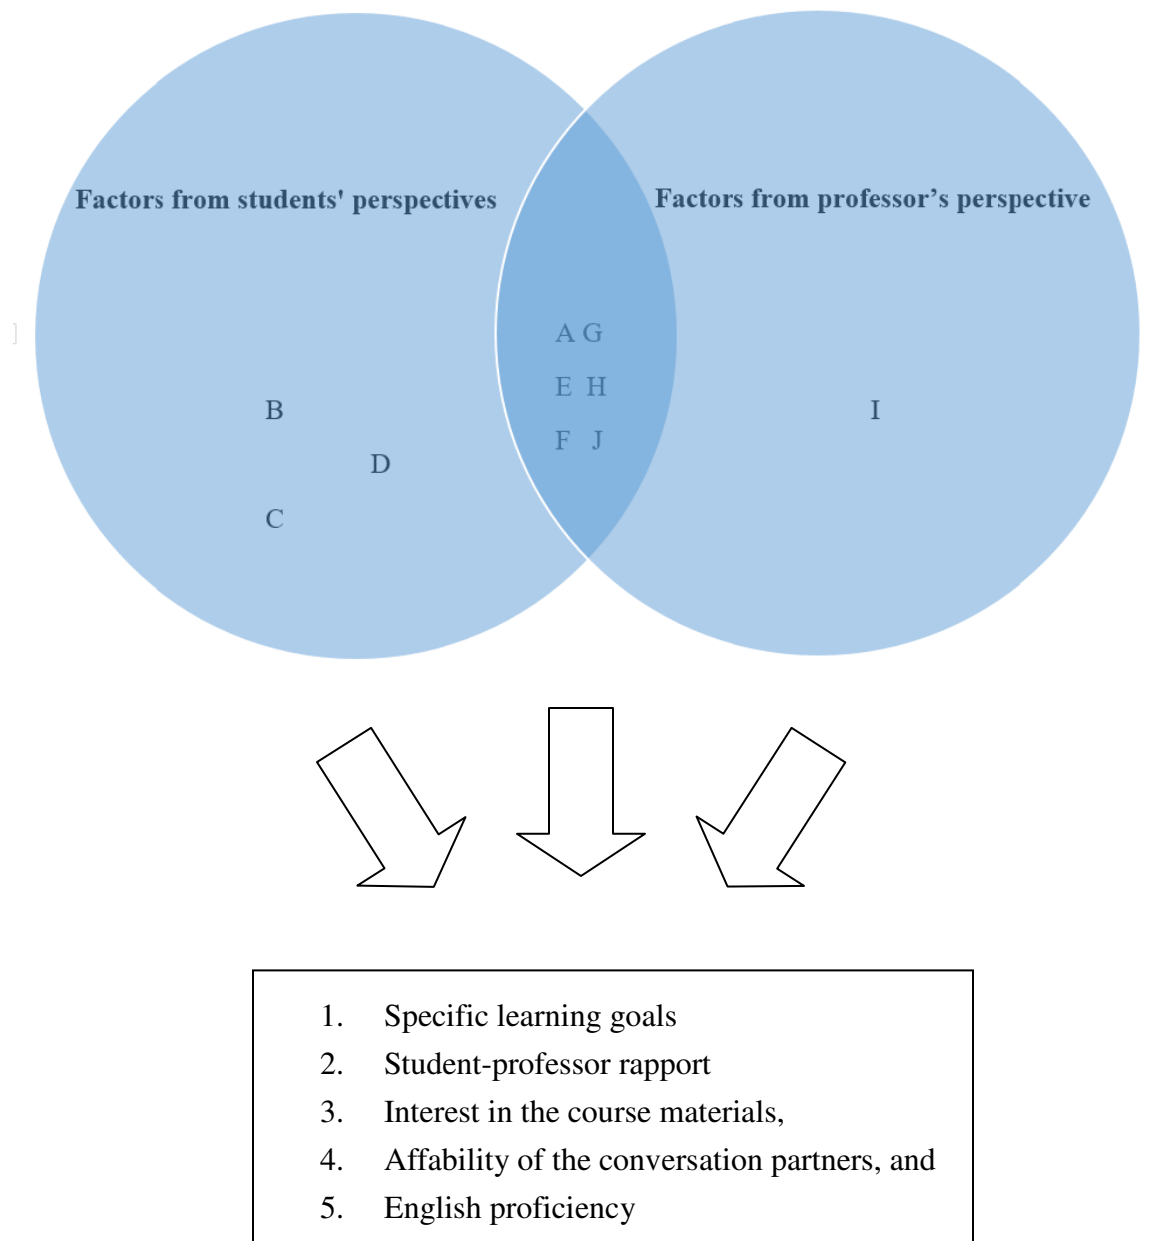 Factors from students' perspectives
Factors from professor’s perspective
]
A G
E H
F J
B
D
C
I
1. Specific learning goals
2. Student-professor rapport
3. Interest in the course materials,
4. Affability of the conversation partners, and
5. English proficiency